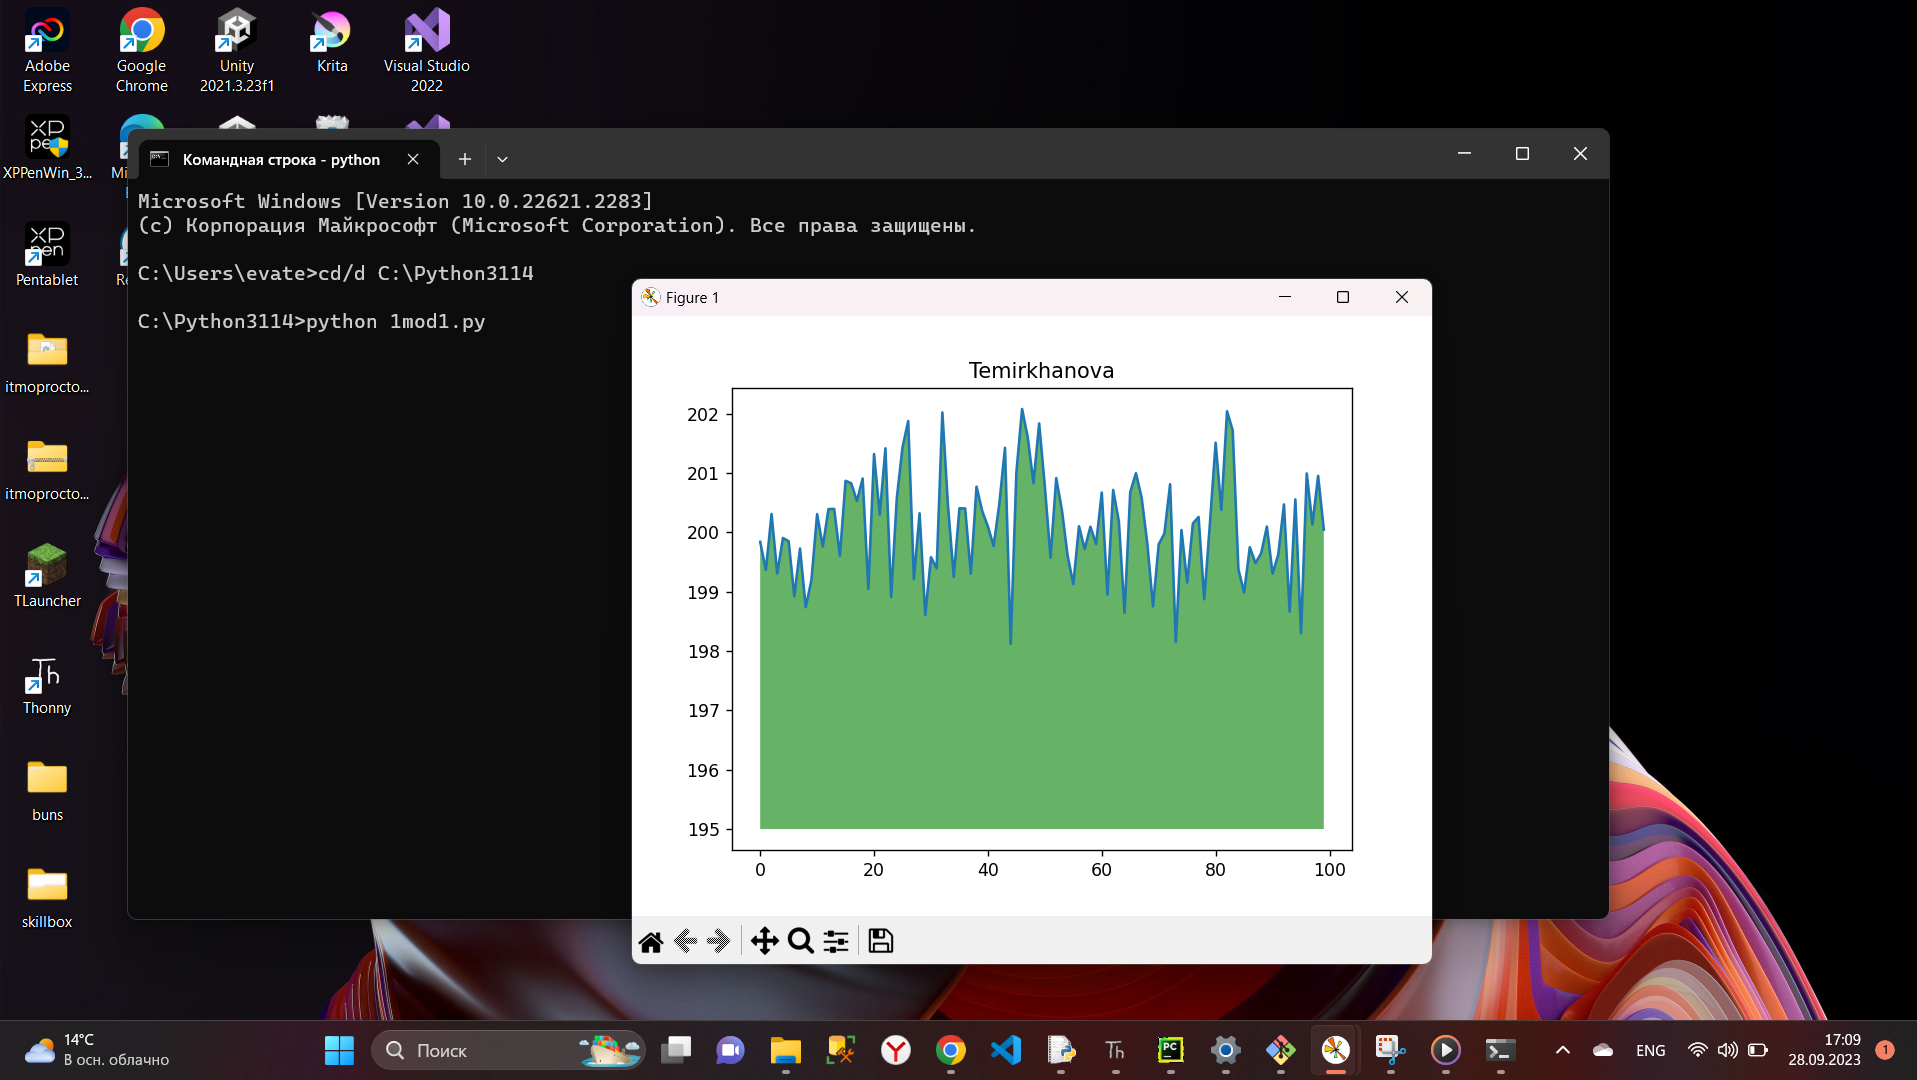 Adobe Express
Google Chrome
Unity 2021.3.23f1
Krita
Visual Studio 2022
XPPenWin_3...
Pentablet
itmoprocto...
itmoprocto...
TLauncher
Thonny
buns
skillbox
Командная строка - python
Microsoft Windows [Version 10.0.22621.2283]
(c) Корпорация Майкрософт (Microsoft Corporation). Все права защищены.
C:\Users\evate>cd/d C:\Python3114
C:\Python3114>python 1mod1.py
Figure 1
Temirkhanova
202
201
200
199
198
197
196
195
0 20 40 60 80 100
14°C
В осн. облачно
Поиск
ENG
17:09
28.09.2023
1